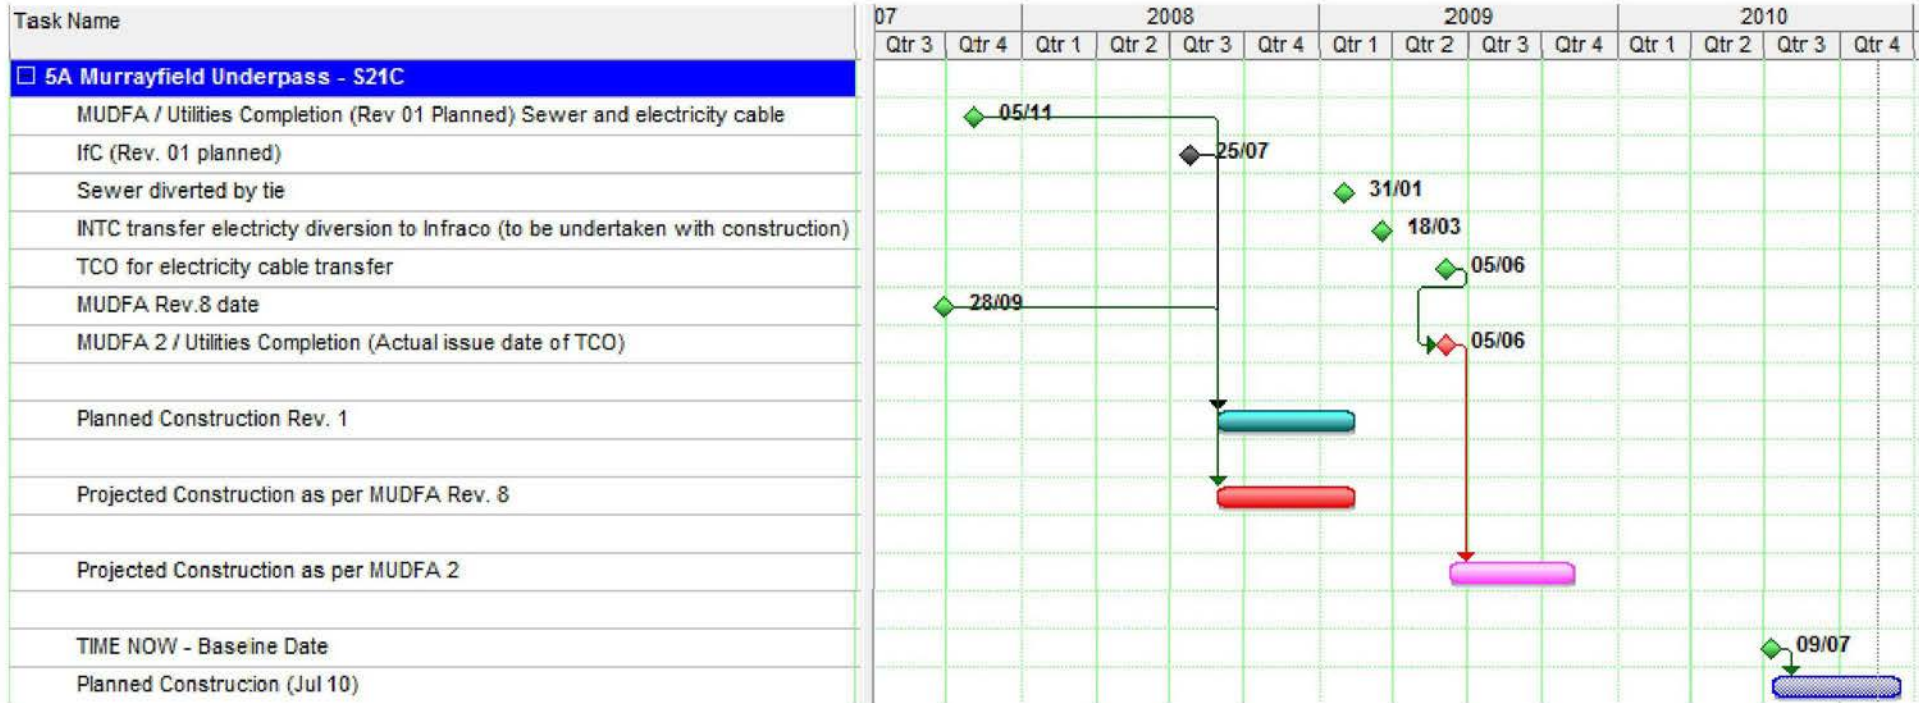 Task Name
07 2008 2009 2010
Qtr 3 Qtr 4 Qtr 1 Qtr 2 Qtr 3 Qtr 4 Qtr 1 Qtr 2 Qtr 3 Qtr 4 Qtr 1 Qtr 2 Qtr 3 Qtr 4
5A Murrayfield Underpass - S21C
MUDFA / Utilities Completion (Rev 01 Planned) Sewer and electricity cable 05/11
IfC (Rev. 01 planned) 25/07
Sewer diverted by tie 31/01
INTC transfer electricty diversion to Infraco (to be undertaken with construction) 18/03
TCO for electricity cable transfer 05/06
MUDFA Rev.8 date 28/09
MUDFA 2 / Utilities Completion (Actual issue date of TCO) 05/06
Planned Construction Rev. 1
Projected Construction as per MUDFA Rev. 8
Projected Construction as per MUDFA 2
TIME NOW - Baseline Date 09/07
Planned Construction (Jul 10)